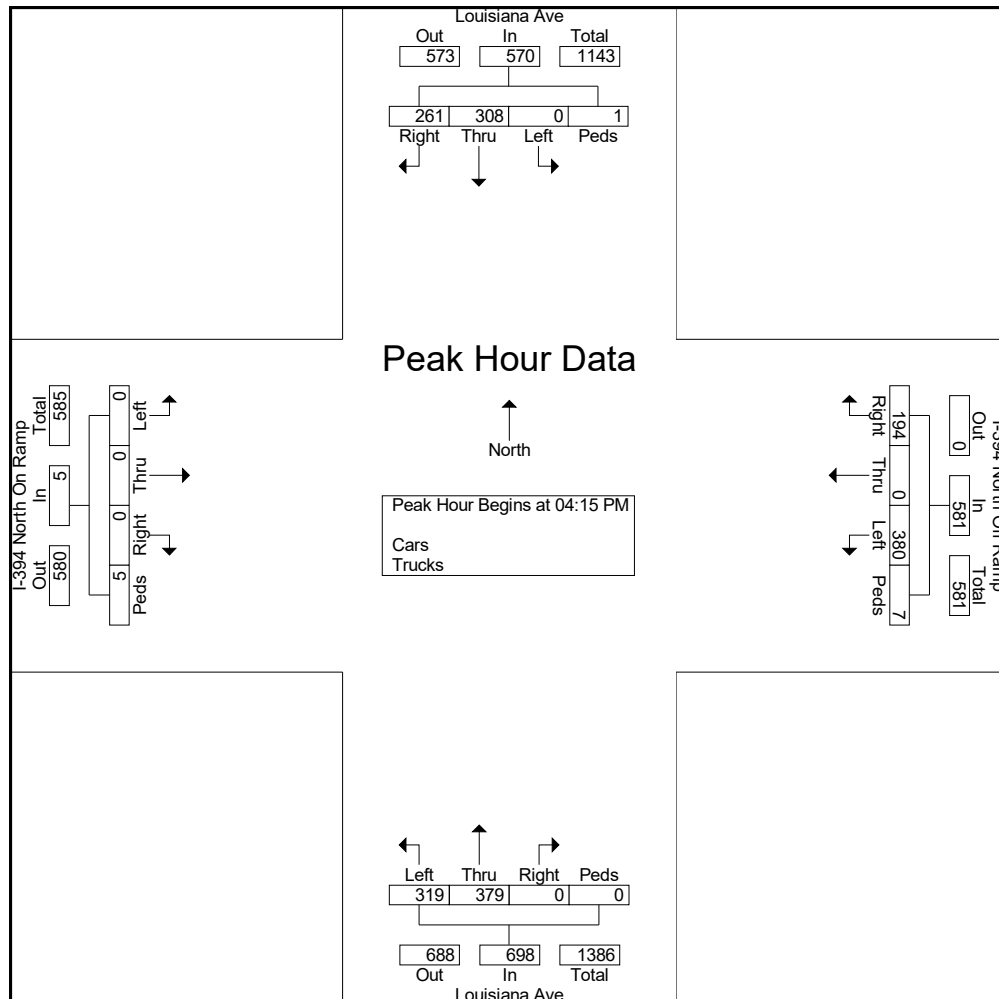 Louisiana Ave
Out In Total
573 570 1143
261 308 0 1
Right Thru Left Peds
Peak Hour Data
North
Peak Hour Begins at 04:15 PM
Cars
Trucks
I-394 North On Ramp
Total In Out
585 5 580
0 0 0 5
Left Thru Right Peds
Right Thru Left Peds
194 0 380 7
Out In Total
0 581 581
I-394 North On Ramp
Left Thru Right Peds
319 379 0 0
688 698 1386
Out In Total
Louisiana Ave